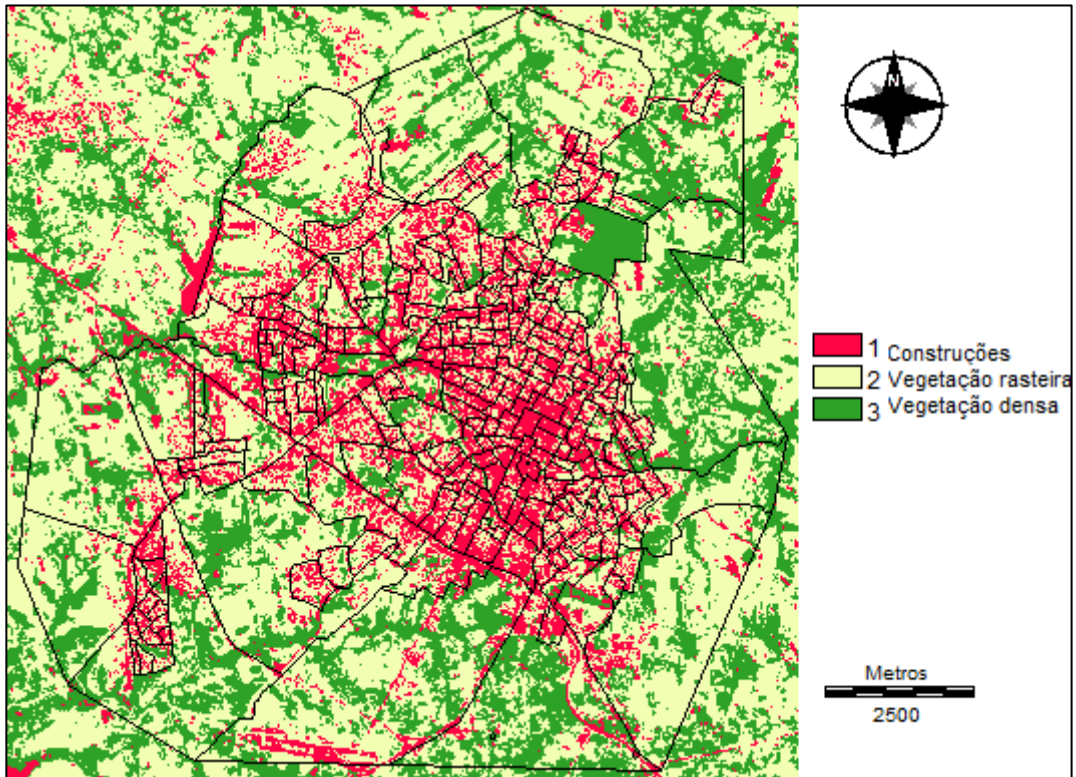 N
1 Construções
2 Vegetação rasteira
3 Vegetação densa
Metros
2500